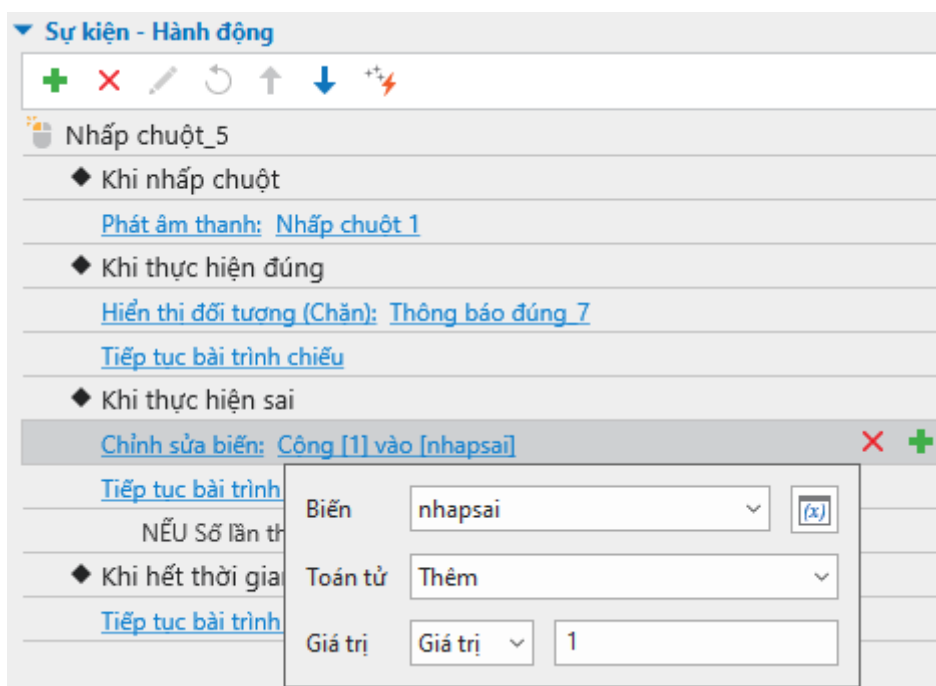 Sự kiện - Hành động
Nhấp chuột_5
Khi nhấp chuột
Phát âm thanh: Nhấp chuột 1
Khi thực hiện đúng
Hiển thị đối tượng (Chặn): Thông báo đúng_7
Tiếp tục bài trình chiếu
Khi thực hiện sai
Chỉnh sửa biến: Cộng [1] vào [nhapsai]
Tiếp tục bài trình
NẾU Số lần th
Khi hết thời gia
Tiếp tục bài trình
Biến nhapsai (x)
Toán tử Thêm
Giá trị Giá trị 1